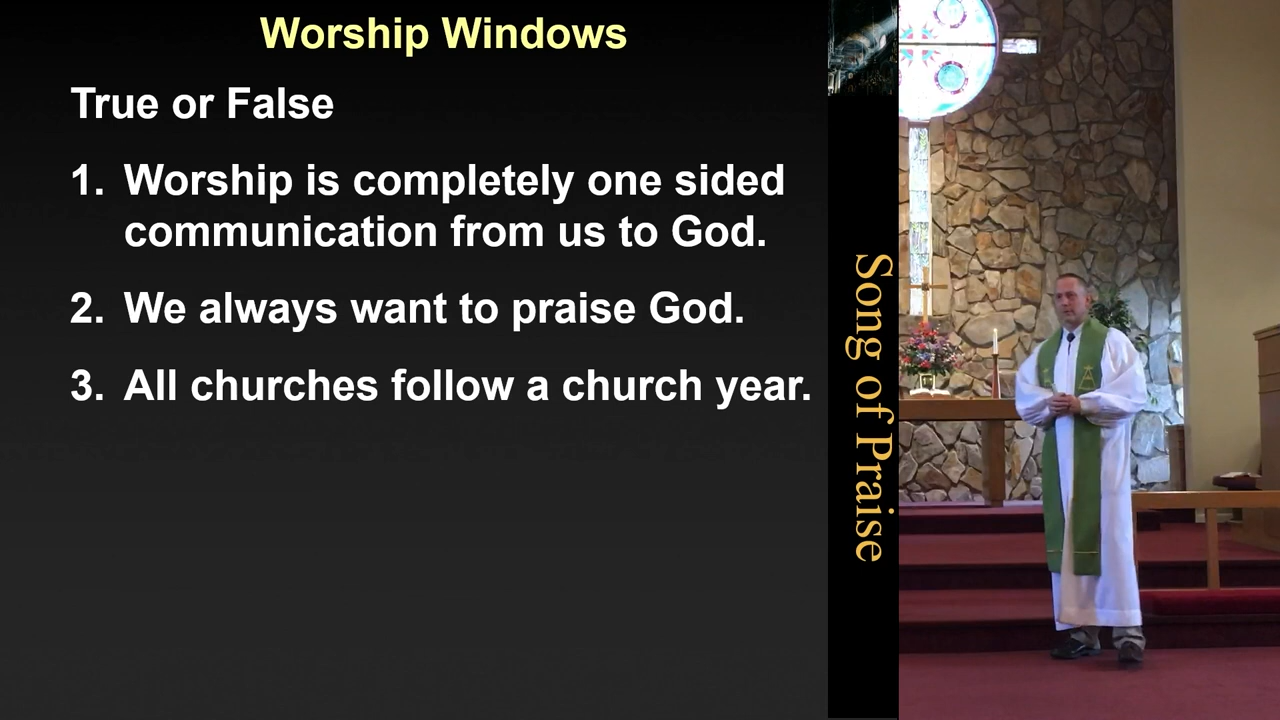 Worship Windows
True or False
1. Worship is completely one sided
communication from us to God.
2. We always want to praise God.
3. All churches follow a church year.
Song of Praise